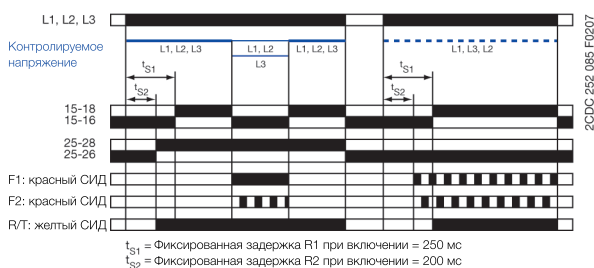 L1, L2, L3
Контролируемое
напряжение
L1, L2, L3
L1, L2
L3
L1, L2, L3
L1, L3, L2
tS1
tS2
tS1
tS2
15-18
15-16
25-28
25-26
F1: красный СИД
F2: красный СИД
R/T: желтый СИД
tS1 = Фиксированная задержка R1 при включении = 250 мс
tS2 = Фиксированная задержка R2 при включении = 200 мс
2CDC 252 085 F0207